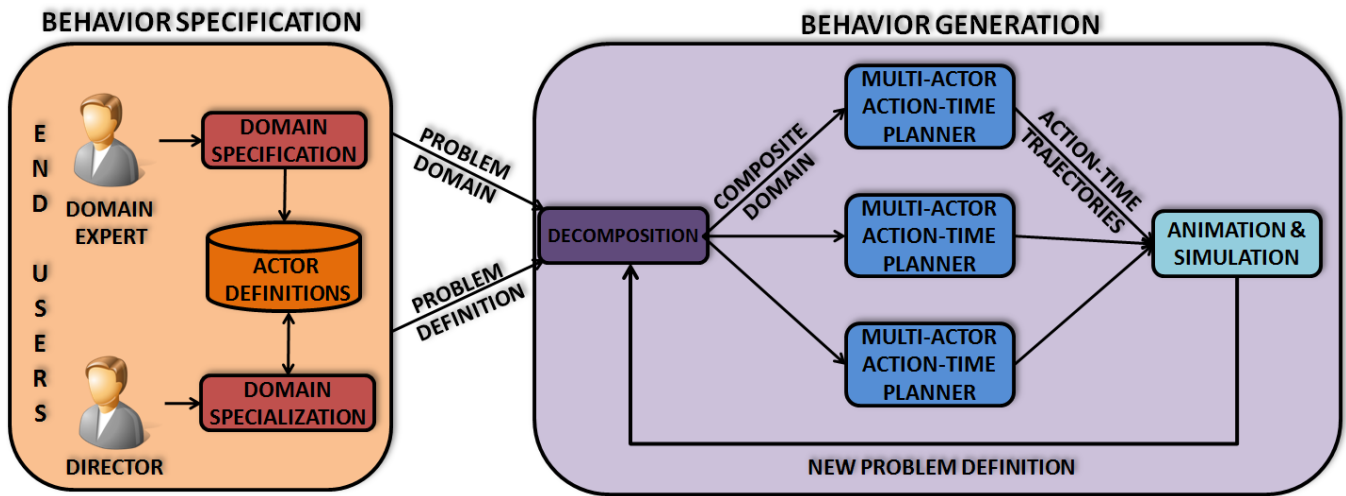 BEHAVIOR SPECIFICATION
END USERS
DOMAIN
EXPERT
DOMAIN
SPECIFICATION
ACTOR
DEFINITIONS
DOMAIN
SPECIALIZATION
DIRECTOR
PROBLEM
DOMAIN
PROBLEM
DEFINITION
BEHAVIOR GENERATION
DECOMPOSITION
COMPOSITE
DOMAIN
MULTI-ACTOR
ACTION-TIME
PLANNER
MULTI-ACTOR
ACTION-TIME
PLANNER
MULTI-ACTOR
ACTION-TIME
PLANNER
ACTION-TIME
TRAJECTORIES
ANIMATION &
SIMULATION
NEW PROBLEM DEFINITION